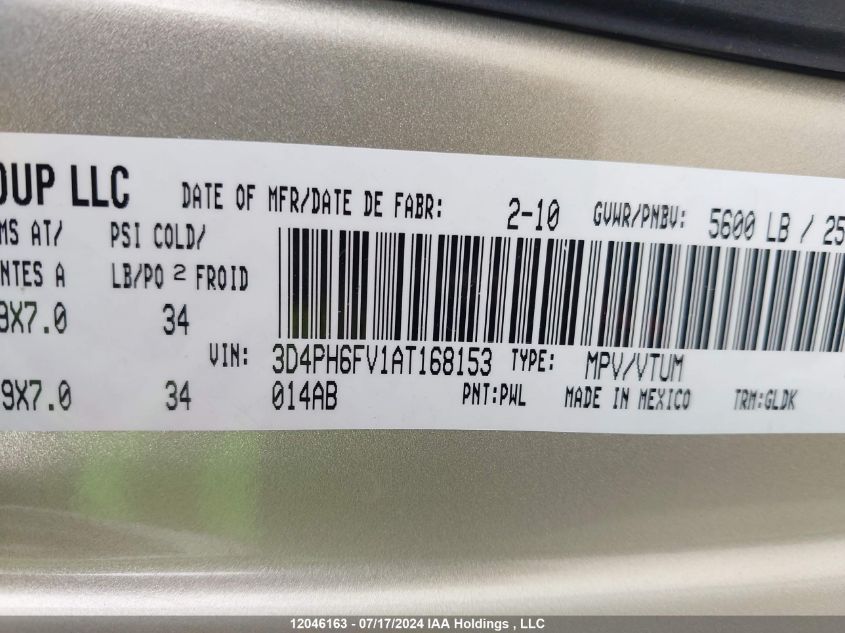 OUP LLC DATE OF MFR/DATE DE FABR: 2-10 GVWR/PNBV: 5600 LB / 25
MS AT/ PSI COLD/
NTES A LB/PO 2 FROID
9X7.0 34
VIN: 3D4PH6FV1AT168153 TYPE: MPV/VTUM
9X7.0 34 014AB PNT:PWL MADE IN MEXICO TRM:GLDK
12046163 - 07/17/2024 IAA Holdings , LLC